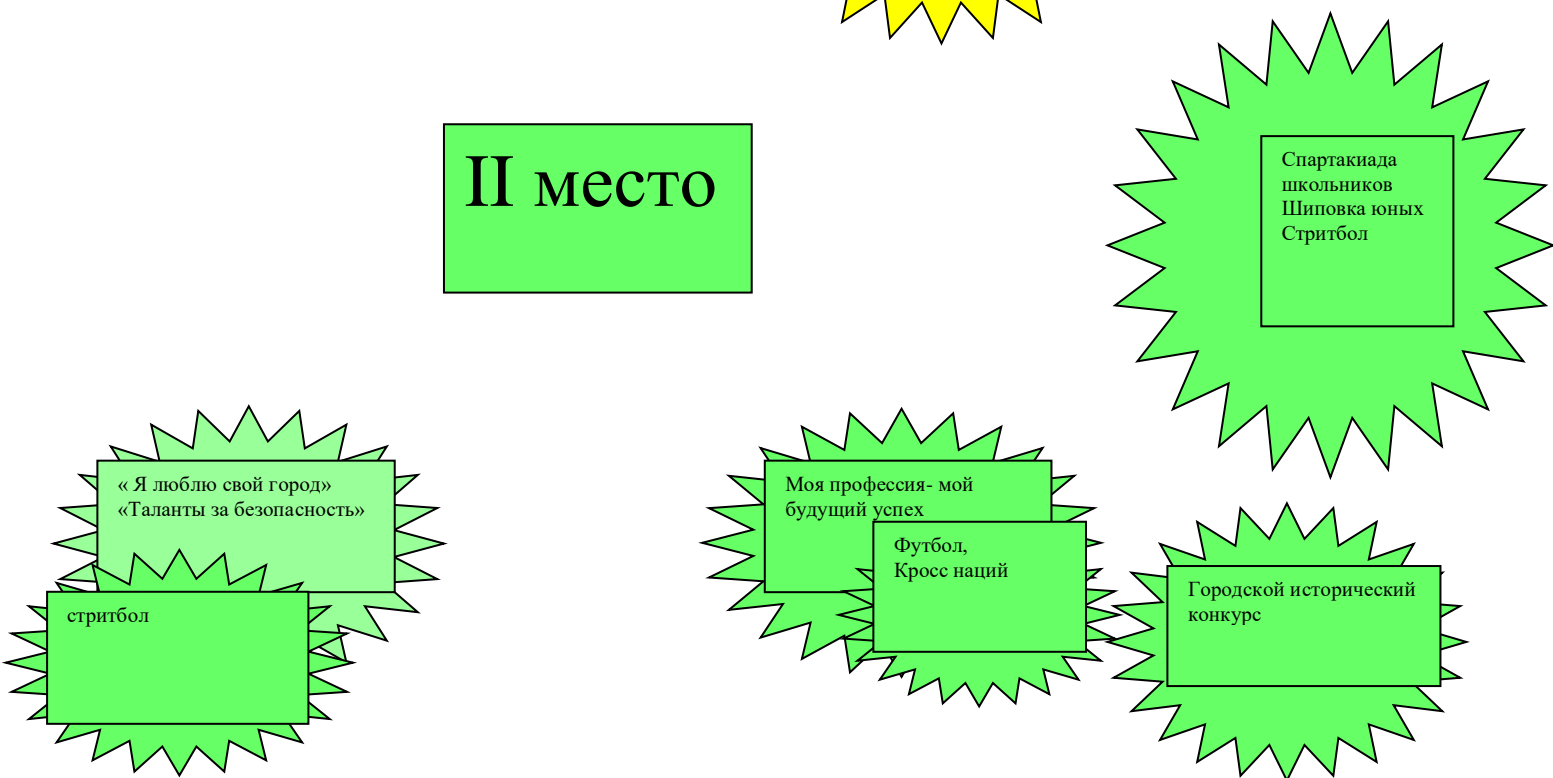 II место
Спартакиада
школьников
Шиповка юных
Стритбол
« Я люблю свой город»
«Таланты за безопасность»
стритбол
Моя профессия- мой
будущий успех
Футбол,
Кросс наций
Городской исторический
конкурс